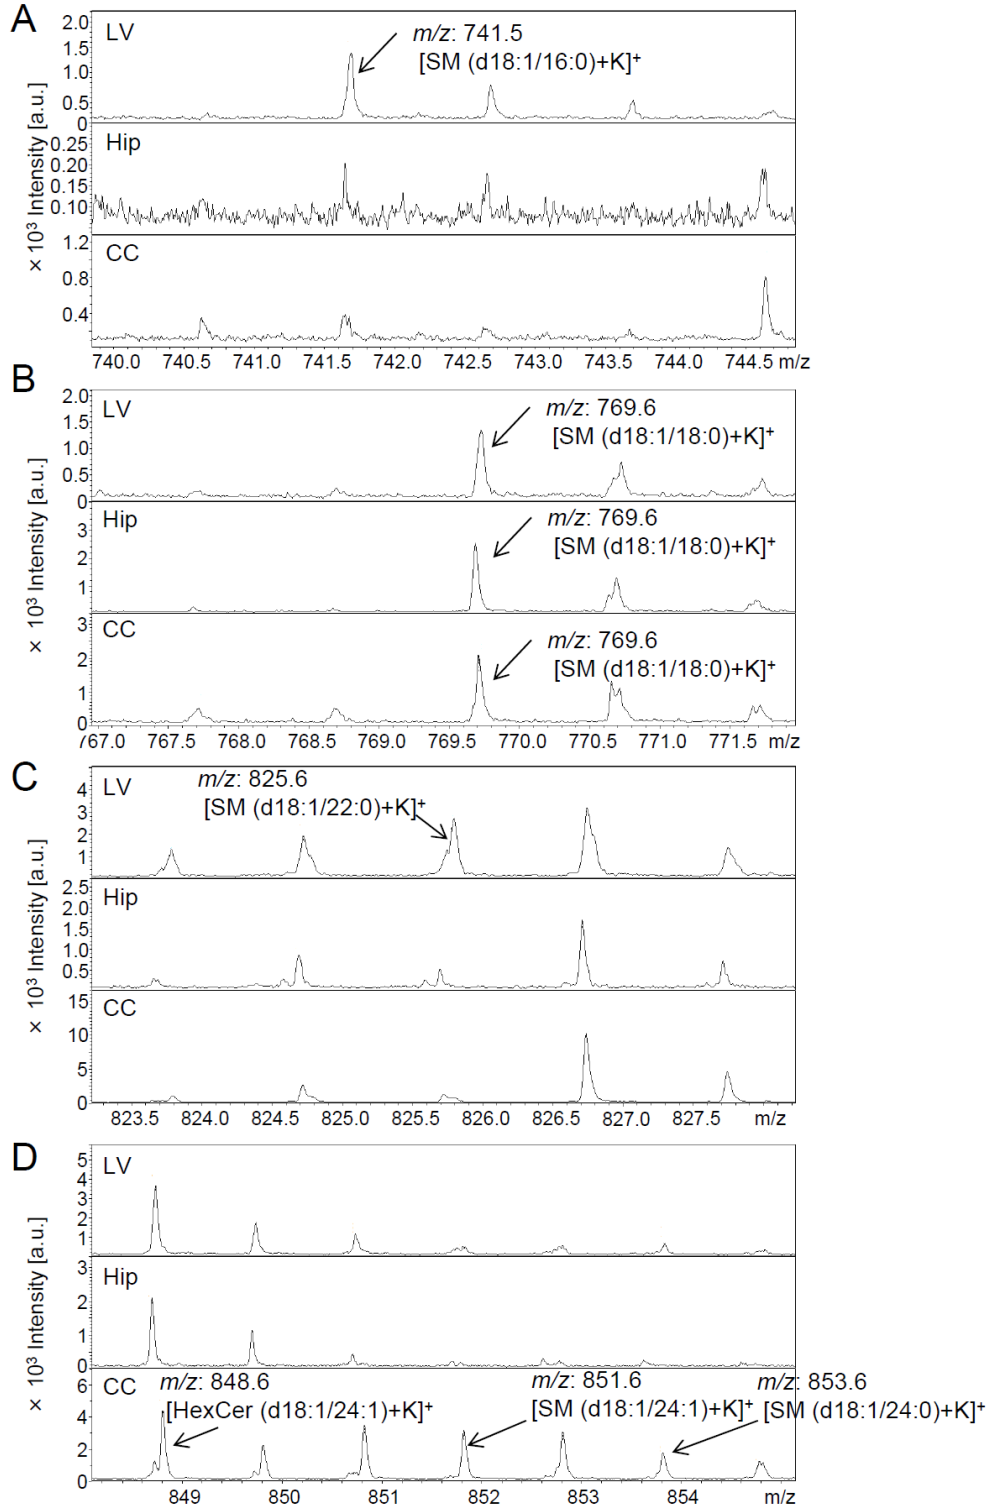 A
LV
m/z: 741.5
[SM (d18:1/16:0)+K]⁺
2.0
1.5
1.0
0.5
0
Hip
0.25
0.20
0.15
0.10
CC
1.2
0.8
0.4
× 10³ Intensity [a.u.]
740.0 740.5 741.0 741.5 742.0 742.5 743.0 743.5 744.0 744.5 m/z
B
LV
m/z: 769.6
[SM (d18:1/18:0)+K]⁺
2.0
1.5
1.0
0.5
0
Hip
m/z: 769.6
[SM (d18:1/18:0)+K]⁺
3
2
1
CC
m/z: 769.6
[SM (d18:1/18:0)+K]⁺
3
2
1
0
× 10³ Intensity [a.u.]
767.0 767.5 768.0 768.5 769.0 769.5 770.0 770.5 771.0 771.5 m/z
C
LV
m/z: 825.6
[SM (d18:1/22:0)+K]⁺
4
3
2
1
Hip
2.5
2.0
1.5
1.0
0.5
CC
15
10
5
0
× 10³ Intensity [a.u.]
823.5 824.0 824.5 825.0 825.5 826.0 826.5 827.0 827.5 m/z
D
LV
5
4
3
2
1
Hip
3
2
1
0
CC
m/z: 848.6
[HexCer (d18:1/24:1)+K]⁺
m/z: 851.6
[SM (d18:1/24:1)+K]⁺
m/z: 853.6
[SM (d18:1/24:0)+K]⁺
6
4
2
0
× 10³ Intensity [a.u.]
849 850 851 852 853 854 m/z